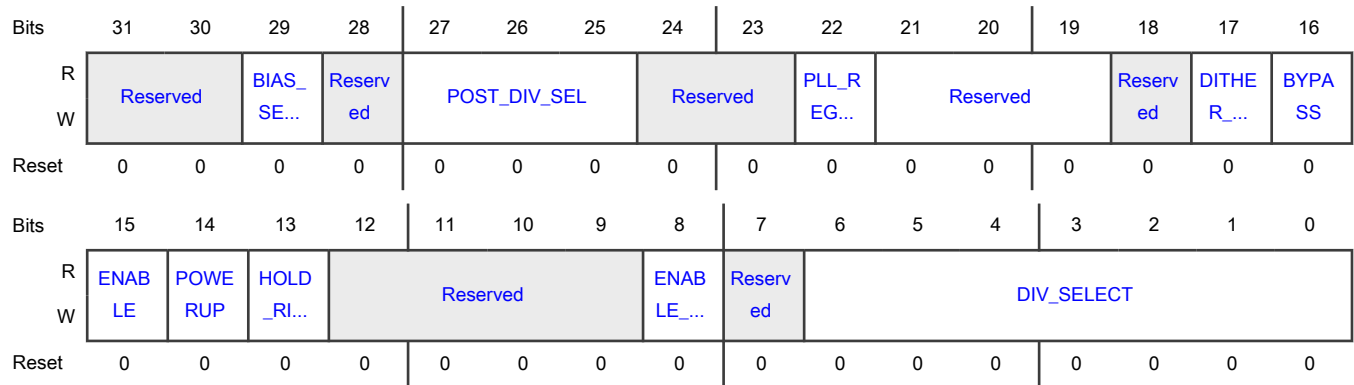 Bits 31 30 29 28 27 26 25 24 23 22 21 20 19 18 17 16
R
W
Reserved BIAS_ SE... Reserv ed POST_DIV_SEL Reserved PLL_R EG... Reserved Reserv ed DITHE R_... BYPA SS
Reset 0 0 0 0 0 0 0 0 0 0 0 0 0 0 0 0
Bits 15 14 13 12 11 10 9 8 7 6 5 4 3 2 1 0
R
W
ENAB LE POWE RUP HOLD _RI... Reserved ENAB LE_... Reserv ed DIV_SELECT
Reset 0 0 0 0 0 0 0 0 0 0 0 0 0 0 0 0